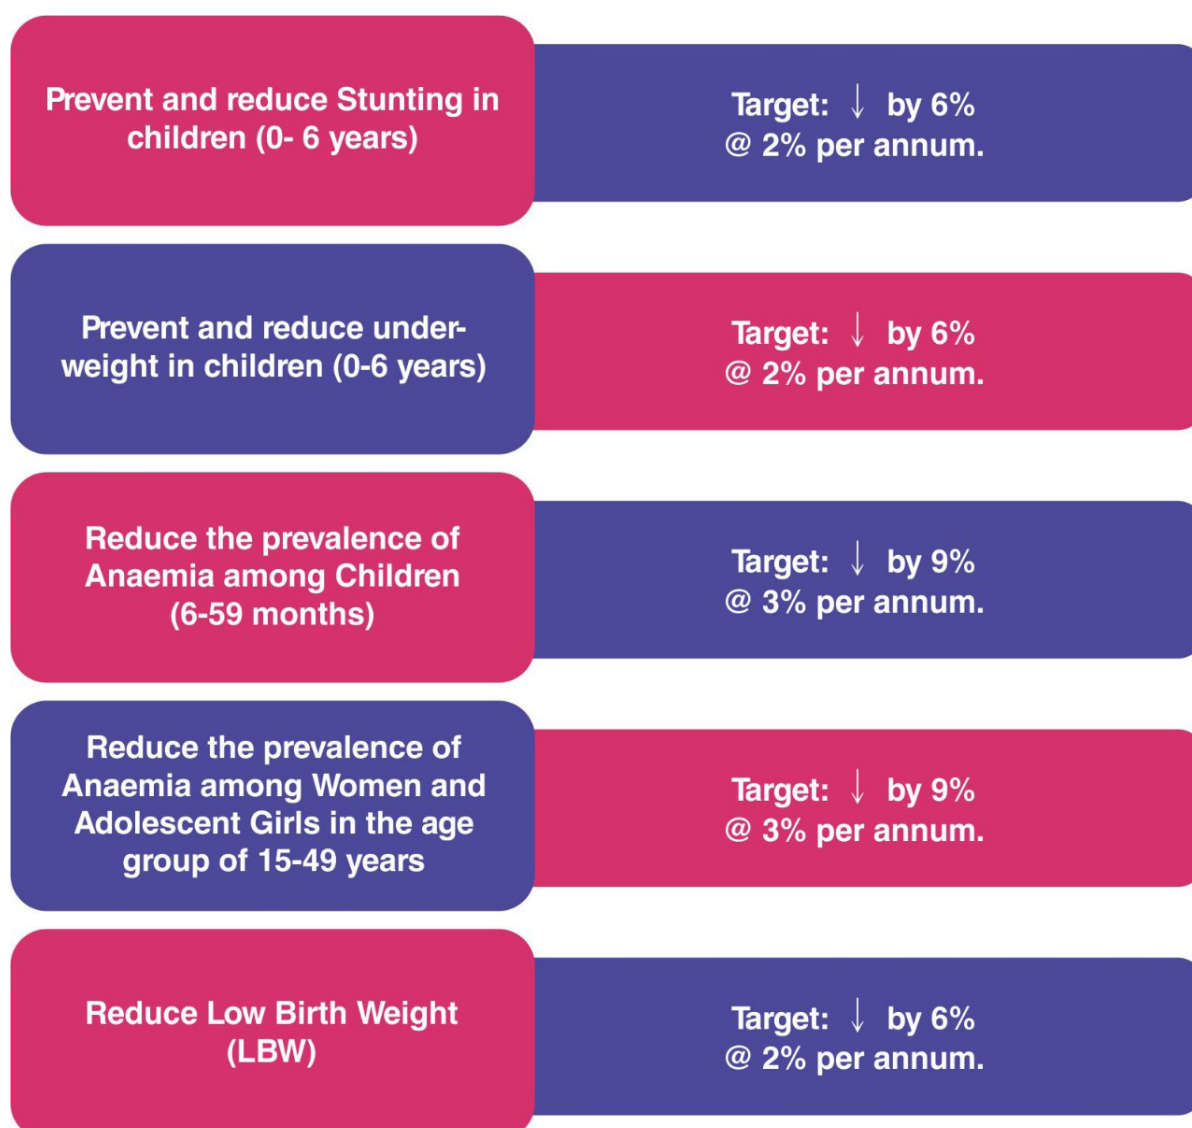 Prevent and reduce Stunting in
children (0- 6 years)
Target: ↓ by 6%
@ 2% per annum.
Prevent and reduce under-
weight in children (0-6 years)
Target: ↓ by 6%
@ 2% per annum.
Reduce the prevalence of
Anaemia among Children
(6-59 months)
Target: ↓ by 9%
@ 3% per annum.
Reduce the prevalence of
Anaemia among Women and
Adolescent Girls in the age
group of 15-49 years
Target: ↓ by 9%
@ 3% per annum.
Reduce Low Birth Weight
(LBW)
Target: ↓ by 6%
@ 2% per annum.